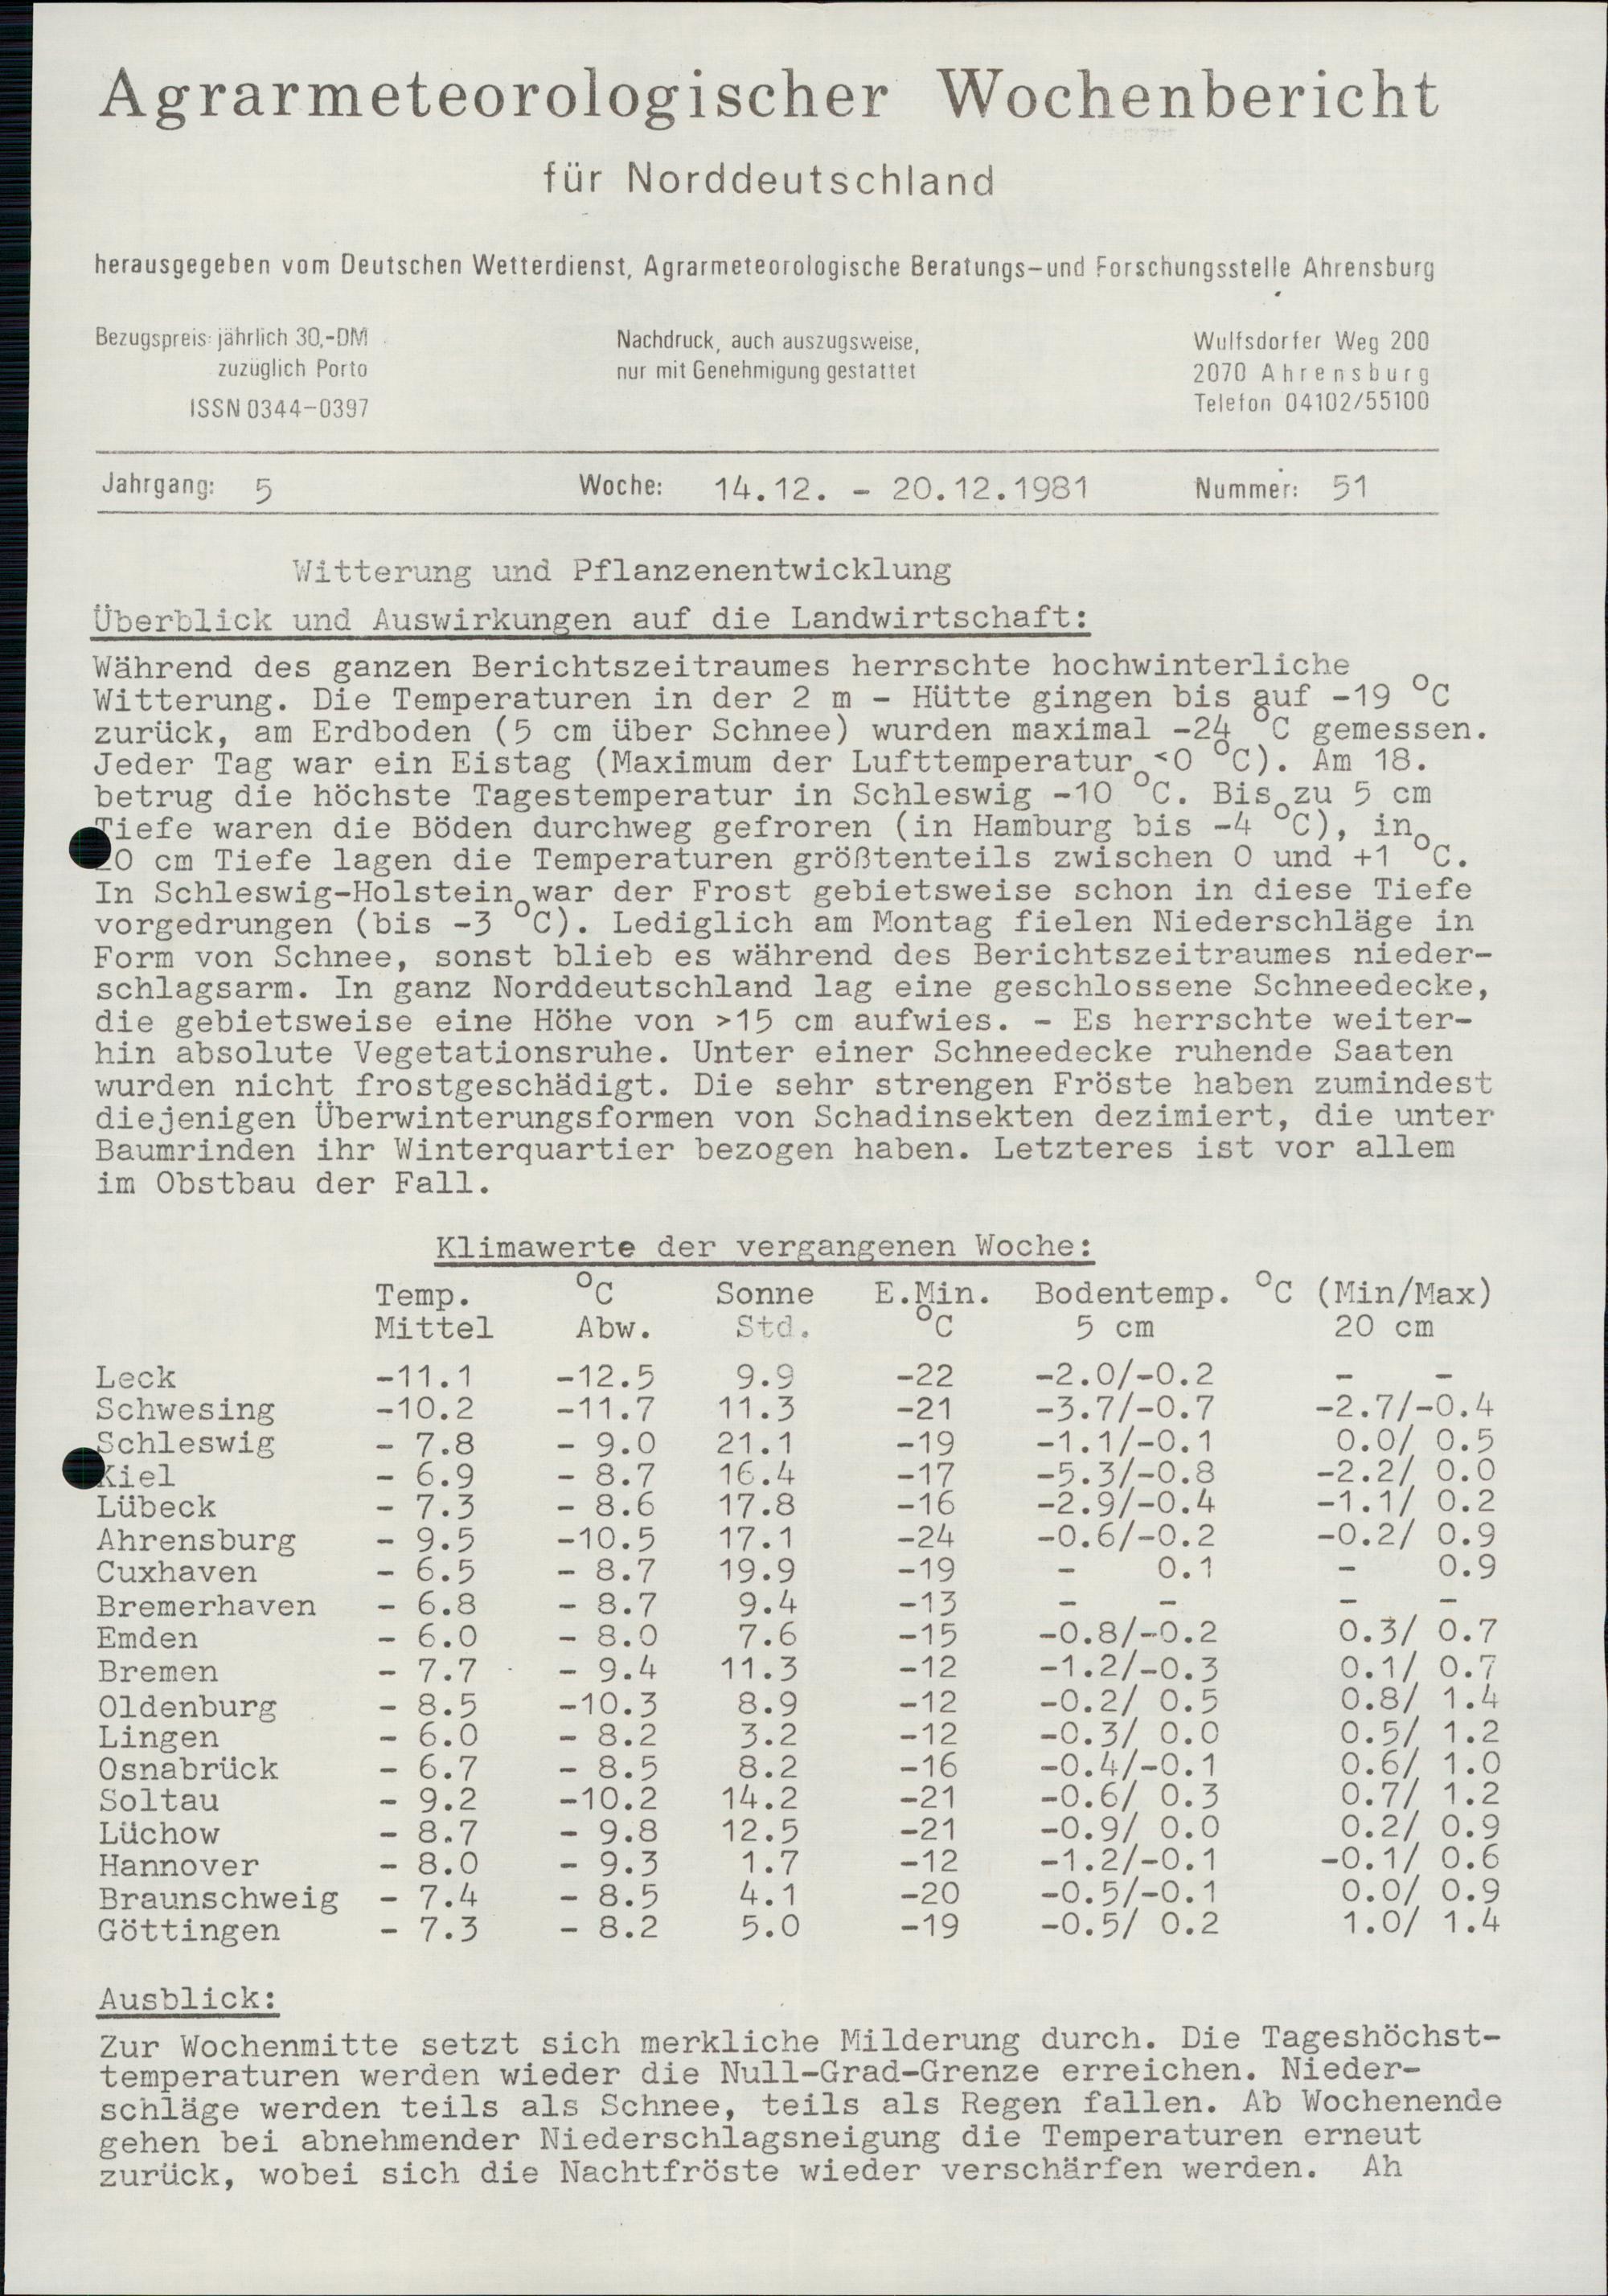 Agrarmeteorologischer Wochenbericht
für Norddeutschland
herausgegeben vom Deutschen Wetterdienst, Agrarmeteorologische Beratungs-und Forschungsstelle Ahrensburg
Bezugspreis: jährlich 30,-DM
zuzüglich Porto
ISSN 0344-0397
Nachdruck, auch auszugsweise,
nur mit Genehmigung gestattet
Wulfsdorfer Weg 200
2070 Ahrensburg
Telefon 04102/55100
Jahrgang: 5 Woche: 14.12. - 20.12.1981 Nummer: 51
Witterung und Pflanzenentwicklung
Überblick und Auswirkungen auf die Landwirtschaft:
Während des ganzen Berichtszeitraumes herrschte hochwinterliche
Witterung. Die Temperaturen in der 2 m - Hütte gingen bis auf -19 °C
zurück, am Erdboden (5 cm über Schnee) wurden maximal -24 °C gemessen.
Jeder Tag war ein Eistag (Maximum der Lufttemperatur <0 °C). Am 18.
betrug die höchste Tagestemperatur in Schleswig -10 °C. Bis zu 5 cm
Tiefe waren die Böden durchweg gefroren (in Hamburg bis -4 °C), in
20 cm Tiefe lagen die Temperaturen größtenteils zwischen 0 und +1 °C.
In Schleswig-Holstein war der Frost gebietsweise schon in diese Tiefe
vorgedrungen (bis -3 °C). Lediglich am Montag fielen Niederschläge in
Form von Schnee, sonst blieb es während des Berichtszeitraumes nieder-
schlagsarm. In ganz Norddeutschland lag eine geschlossene Schneedecke,
die gebietsweise eine Höhe von >15 cm aufwies. - Es herrschte weiter-
hin absolute Vegetationsruhe. Unter einer Schneedecke ruhende Saaten
wurden nicht frostgeschädigt. Die sehr strengen Fröste haben zumindest
diejenigen Überwinterungsformen von Schadinsekten dezimiert, die unter
Baumrinden ihr Winterquartier bezogen haben. Letzteres ist vor allem
im Obstbau der Fall.
Klimawerte der vergangenen Woche:
Temp. °C Sonne E.Min. Bodentemp. °C (Min/Max)
Mittel Abw. Std. °C 5 cm 20 cm
Leck -11.1 -12.5 9.9 -22 -2.0/-0.2 - -
Schwesing -10.2 -11.7 11.3 -21 -3.7/-0.7 -2.7/-0.4
Schleswig - 7.8 - 9.0 21.1 -19 -1.1/-0.1 0.0/ 0.5
Kiel - 6.9 - 8.7 16.4 -17 -5.3/-0.8 -2.2/ 0.0
Lübeck - 7.3 - 8.6 17.8 -16 -2.9/-0.4 -1.1/ 0.2
Ahrensburg - 9.5 -10.5 17.1 -24 -0.6/-0.2 -0.2/ 0.9
Cuxhaven - 6.5 - 8.7 19.9 -19 - 0.1 - 0.9
Bremerhaven - 6.8 - 8.7 9.4 -13 - - - -
Emden - 6.0 - 8.0 7.6 -15 -0.8/-0.2 0.3/ 0.7
Bremen - 7.7 - 9.4 11.3 -12 -1.2/-0.3 0.1/ 0.7
Oldenburg - 8.5 -10.3 8.9 -12 -0.2/ 0.5 0.8/ 1.4
Lingen - 6.0 - 8.2 3.2 -12 -0.3/ 0.0 0.5/ 1.2
Osnabrück - 6.7 - 8.5 8.2 -16 -0.4/-0.1 0.6/ 1.0
Soltau - 9.2 -10.2 14.2 -21 -0.6/ 0.3 0.7/ 1.2
Lüchow - 8.7 - 9.8 12.5 -21 -0.9/ 0.0 0.2/ 0.9
Hannover - 8.0 - 9.3 1.7 -12 -1.2/-0.1 -0.1/ 0.6
Braunschweig - 7.4 - 8.5 4.1 -20 -0.5/-0.1 0.0/ 0.9
Göttingen - 7.3 - 8.2 5.0 -19 -0.5/ 0.2 1.0/ 1.4
Ausblick:
Zur Wochenmitte setzt sich merkliche Milderung durch. Die Tageshöchst-
temperaturen werden wieder die Null-Grad-Grenze erreichen. Nieder-
schläge werden teils als Schnee, teils als Regen fallen. Ab Wochenende
gehen bei abnehmender Niederschlagsneigung die Temperaturen erneut
zurück, wobei sich die Nachtfröste wieder verschärfen werden. Ah